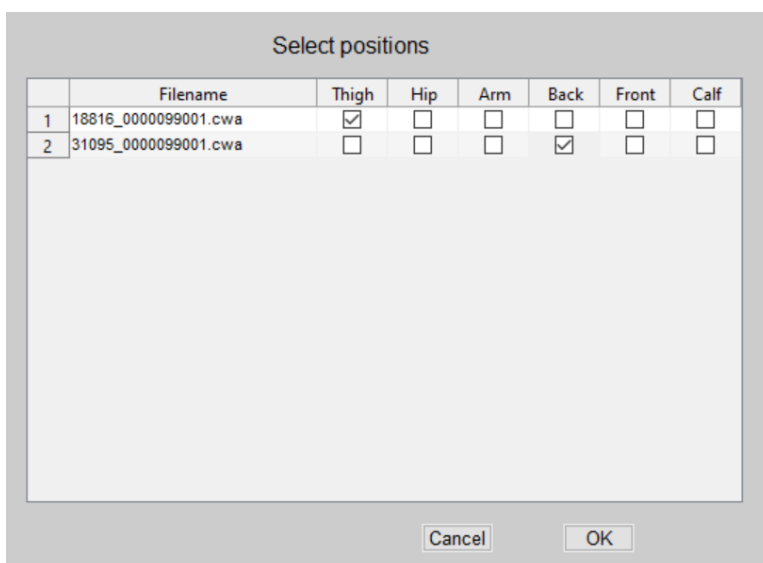 Select positions
Filename Thigh Hip Arm Back Front Calf
1 18816_0000099001.cwa
2 31095_0000099001.cwa
Cancel OK